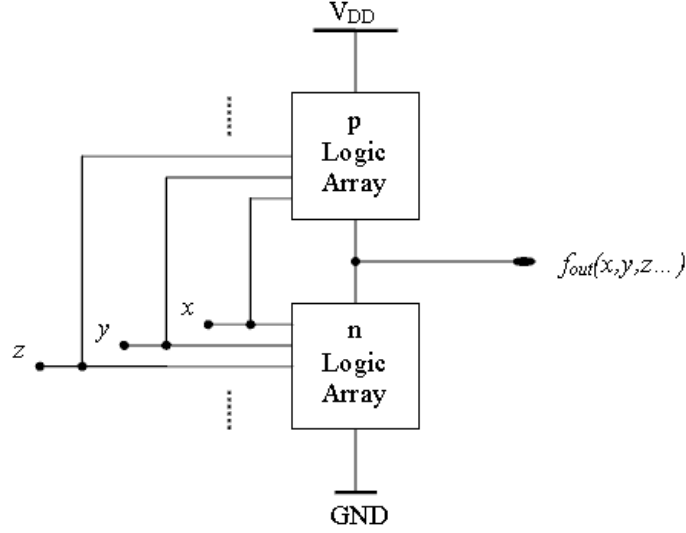 VDD
p
Logic
Array
fout(x,y,z...)
x
y
z
n
Logic
Array
GND